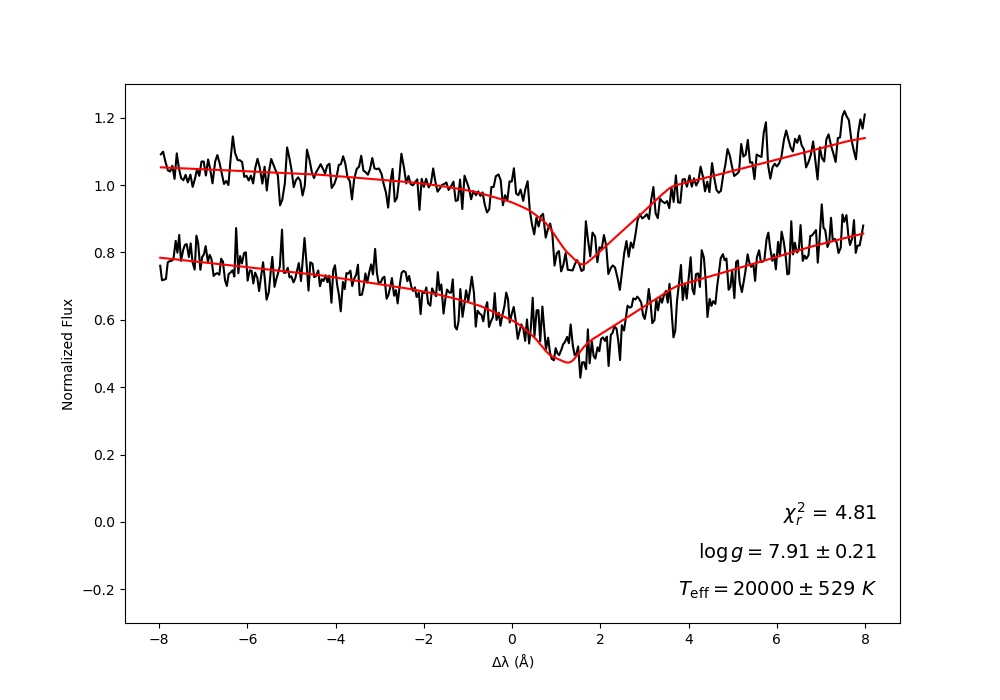 1.2
1.0
0.8
0.6
0.4
0.2
0.0
−0.2
Normalized Flux
χ²ᵣ = 4.81
log g = 7.91 ± 0.21
T_eff = 20000 ± 529 K
−8 −6 −4 −2 0 2 4 6 8
Δλ (Å)